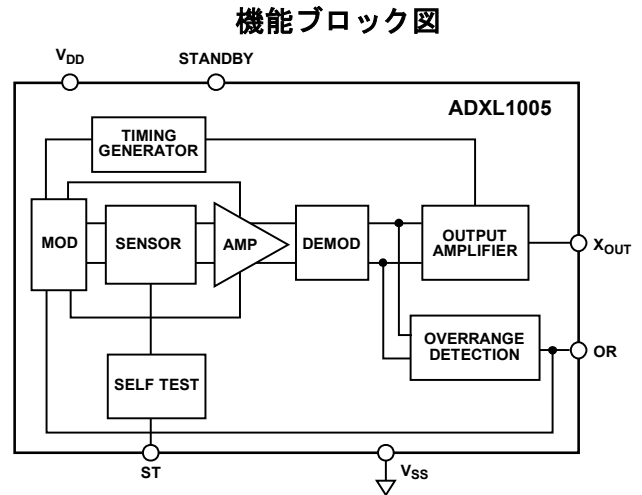 機能ブロック図
VDD
STANDBY
ADXL1005
TIMING
GENERATOR
MOD
SENSOR
AMP
DEMOD
OUTPUT
AMPLIFIER
XOUT
OVERRANGE
DETECTION
OR
SELF TEST
ST
VSS